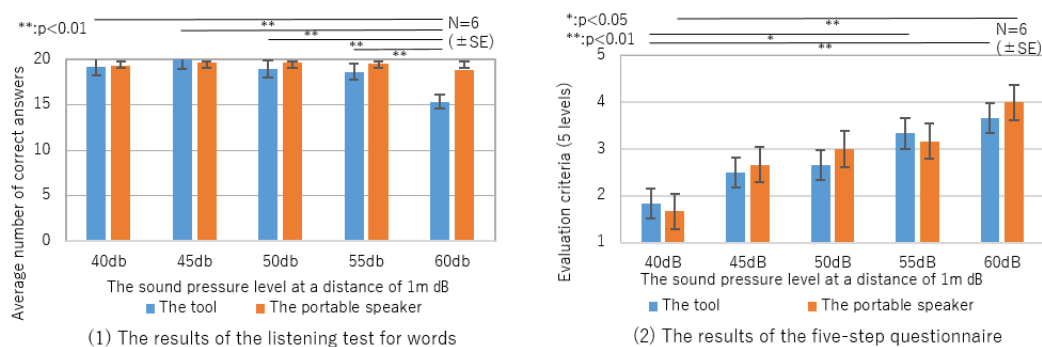 **:p<0.01
**
**
**
**
N=6
(±SE)
Average number of correct answers
20
15
10
5
0
40db 45db 50db 55db 60db
The sound pressure level at a distance of 1m dB
The tool The portable speaker
(1) The results of the listening test for words
*:p<0.05
**:p<0.01
**
*
**
N=6
(±SE)
Evaluation criteria (5 levels)
5
4
3
2
1
40dB 45dB 50dB 55dB 60dB
The sound pressure level at a distance of 1m dB
The tool The portable speaker
(2) The results of the five-step questionnaire